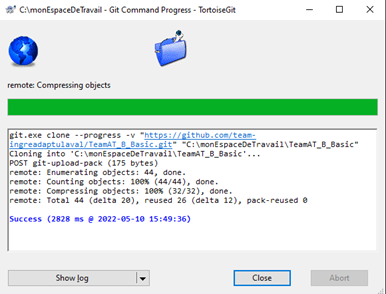 C:\monEspaceDeTravail - Git Command Progress - TortoiseGit
remote: Compressing objects
git.exe clone --progress -v "https://github.com/team-
ingreadaptulaval/TeamAT_B_Basic.git" "C:\monEspaceDeTravail\TeamAT_B_Basic"
Cloning into 'C:\monEspaceDeTravail\TeamAT_B_Basic'...
POST git-upload-pack (175 bytes)
remote: Enumerating objects: 44, done.
remote: Counting objects: 100% (44/44), done.
remote: Compressing objects: 100% (32/32), done.
remote: Total 44 (delta 20), reused 26 (delta 12), pack-reused 0
Success (2828 ms @ 2022-05-10 15:49:36)
Show log
Close
Abort